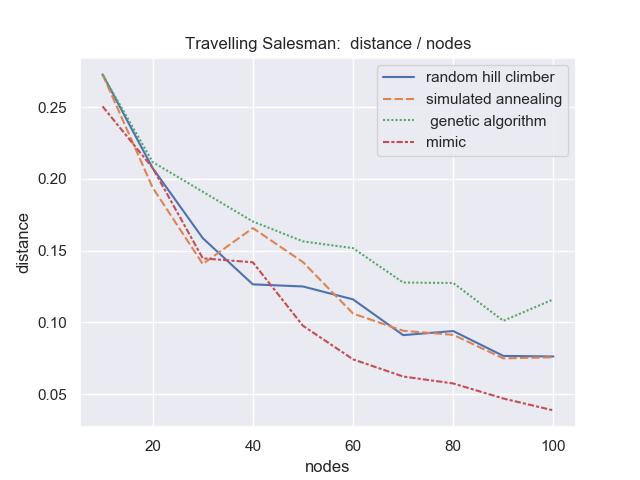 Travelling Salesman:  distance / nodes
random hill climber
simulated annealing
genetic algorithm
mimic
distance
0.25
0.20
0.15
0.10
0.05
20
40
60
80
100
nodes